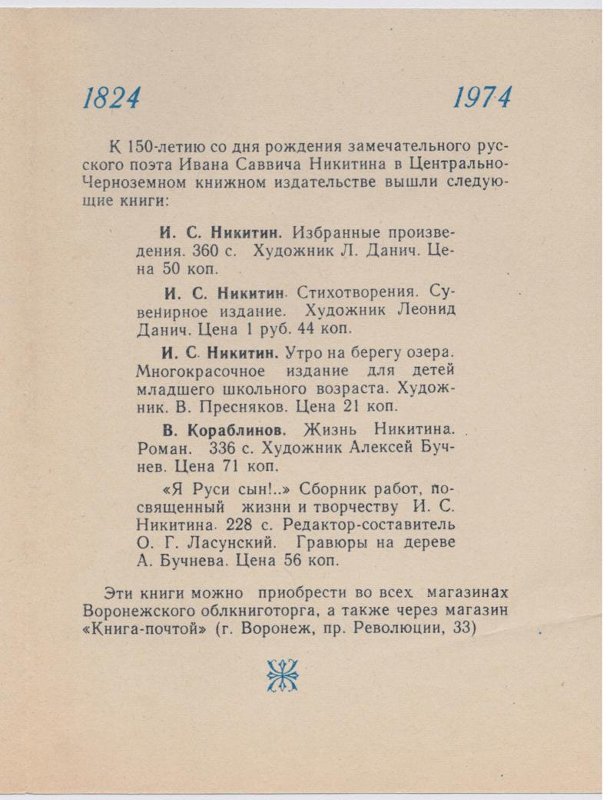 1824 1974
К 150-летию со дня рождения замечательного рус-
ского поэта Ивана Саввича Никитина в Центрально-
Черноземном книжном издательстве вышли следую-
щие книги:
И. С. Никитин. Избранные произве-
дения. 360 с. Художник Л. Данич. Це-
на 50 коп.
И. С. Никитин. Стихотворения. Су-
венирное издание. Художник Леонид
Данич. Цена 1 руб. 44 коп.
И. С. Никитин. Утро на берегу озера.
Многокрасочное издание для детей
младшего школьного возраста. Худож-
ник. В. Пресняков. Цена 21 коп.
В. Кораблинов. Жизнь Никитина.
Роман. 336 с. Художник Алексей Буч-
нев. Цена 71 коп.
«Я Руси сын!..» Сборник работ, по-
священный жизни и творчеству И. С.
Никитина. 228 с. Редактор-составитель
О. Г. Ласунский. Гравюры на дереве
А. Бучнева. Цена 56 коп.
Эти книги можно приобрести во всех магазинах
Воронежского облкниготорга, а также через магазин
«Книга-почтой» (г. Воронеж, пр. Революции, 33)